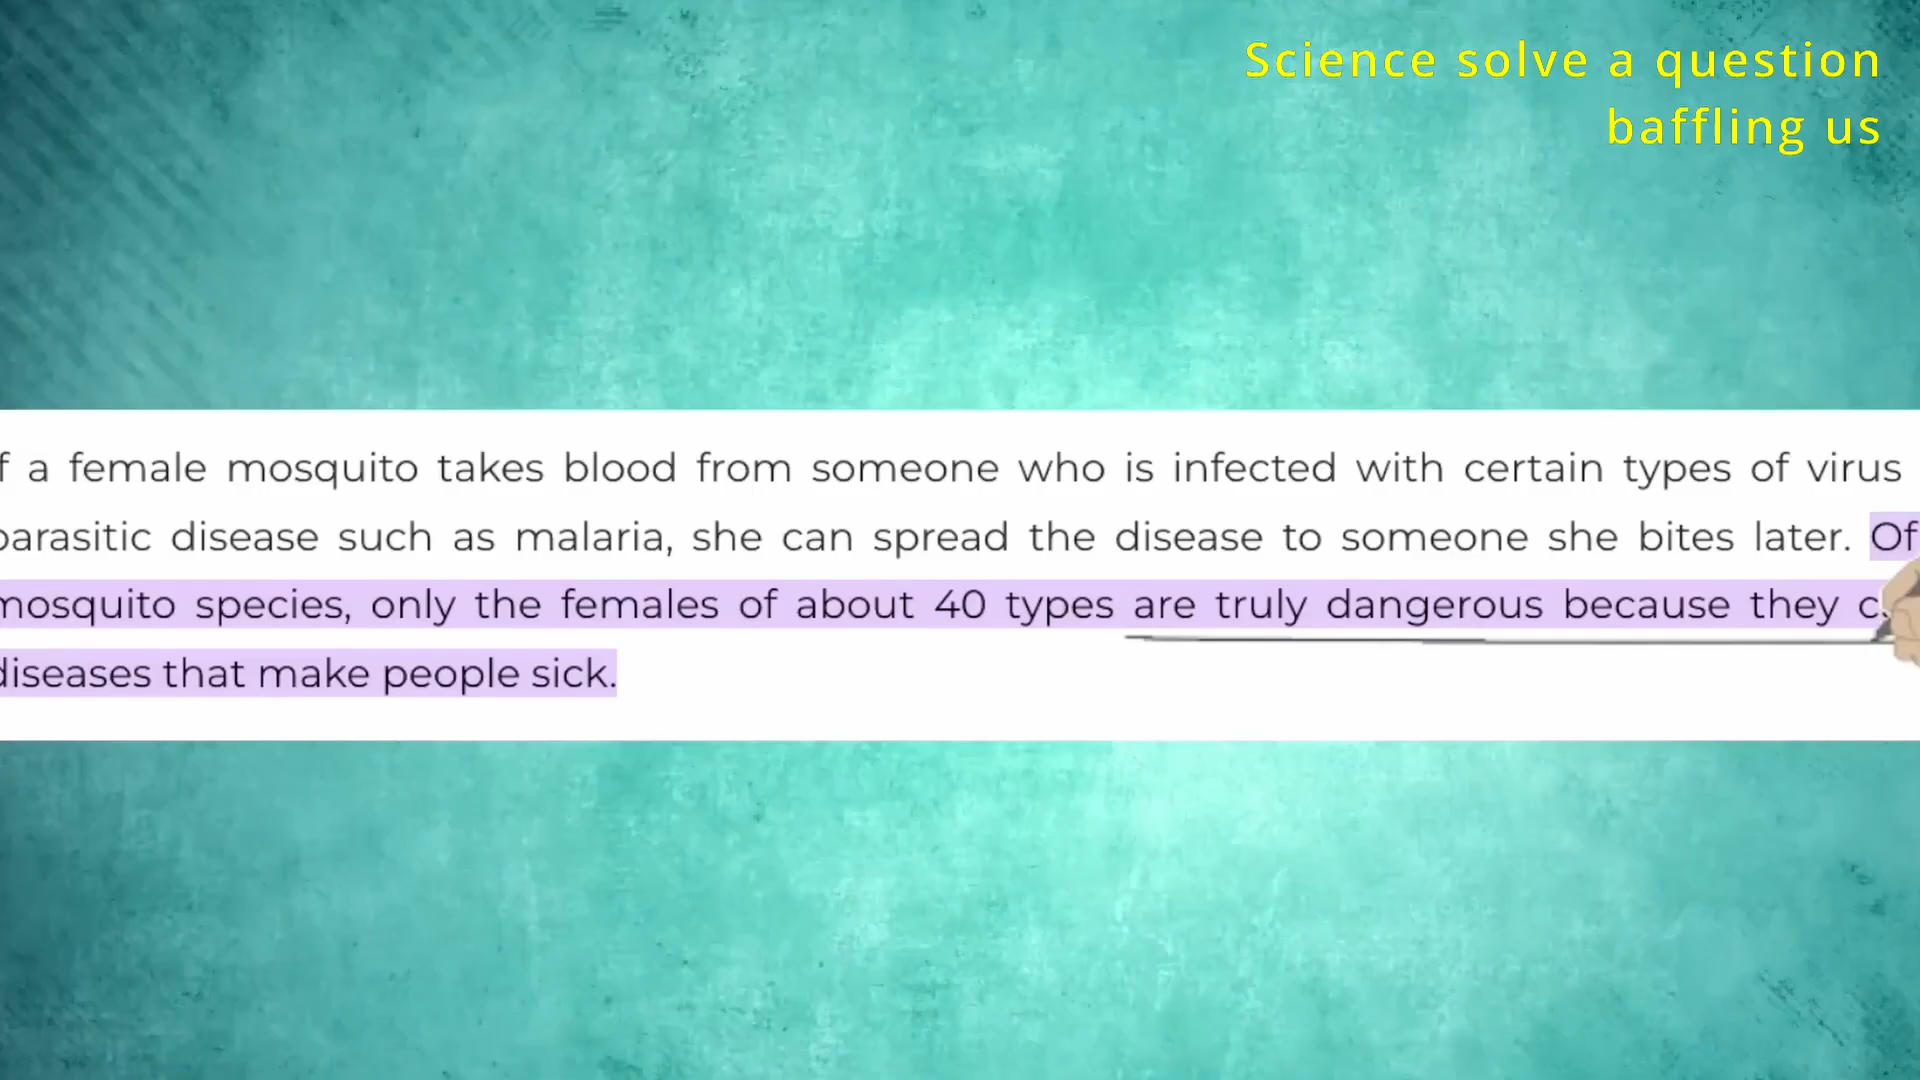 Science solve a question
baffling us
f a female mosquito takes blood from someone who is infected with certain types of virus
parasitic disease such as malaria, she can spread the disease to someone she bites later. Of
mosquito species, only the females of about 40 types are truly dangerous because they
diseases that make people sick.